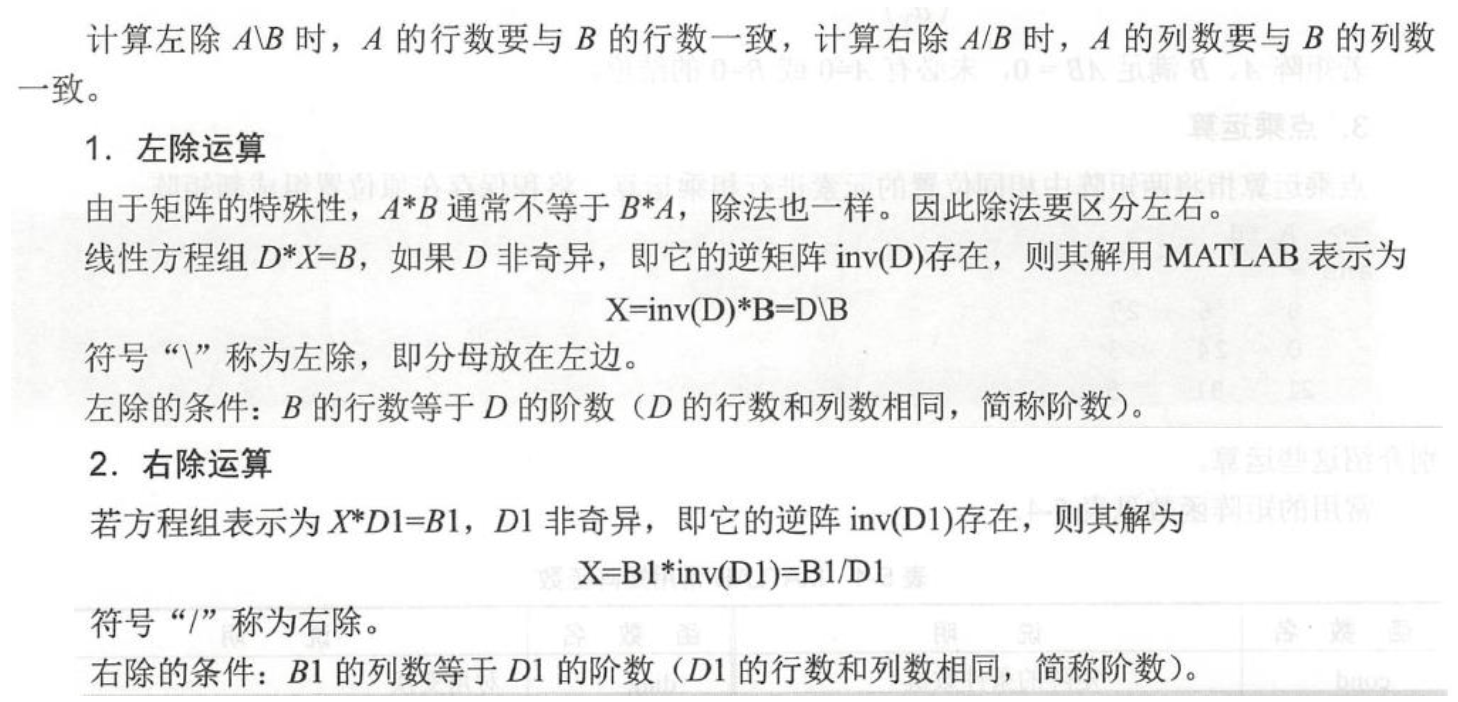 计算左除 A\B 时，A 的行数要与 B 的行数一致，计算右除 A/B 时，A 的列数要与 B 的列数
一致。
1．左除运算
由于矩阵的特殊性，A*B 通常不等于 B*A，除法也一样。因此除法要区分左右。
线性方程组 D*X=B，如果 D 非奇异，即它的逆矩阵 inv(D)存在，则其解用 MATLAB 表示为
X=inv(D)*B=D\B
符号“\”称为左除，即分母放在左边。
左除的条件：B 的行数等于 D 的阶数（D 的行数和列数相同，简称阶数）。
2．右除运算
若方程组表示为 X*D1=B1，D1 非奇异，即它的逆阵 inv(D1)存在，则其解为
X=B1*inv(D1)=B1/D1
符号“/”称为右除。
右除的条件：B1 的列数等于 D1 的阶数（D1 的行数和列数相同，简称阶数）。